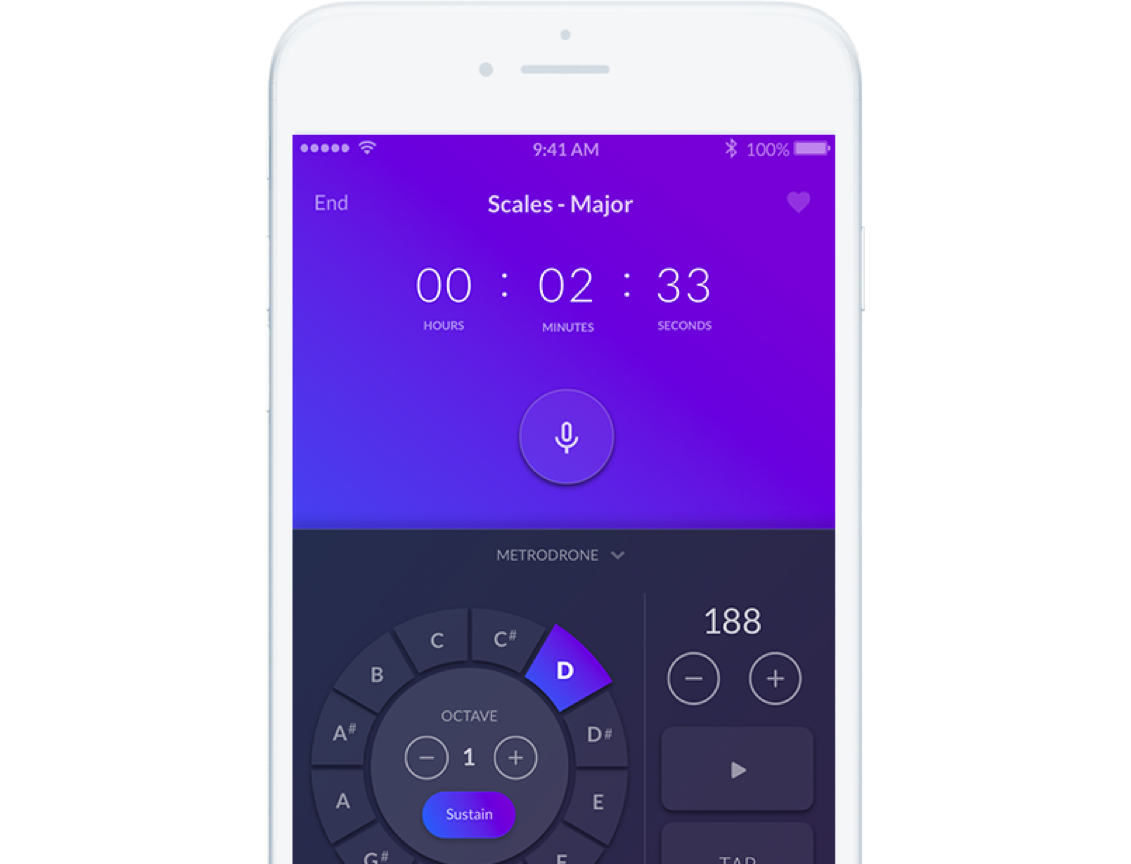 9:41 AM 100%
End Scales - Major
00 : 02 : 33
HOURS MINUTES SECONDS
METRODRONE
188
C C#
B D
A# D#
OCTAVE
1
A E
Sustain
G# F
TAP